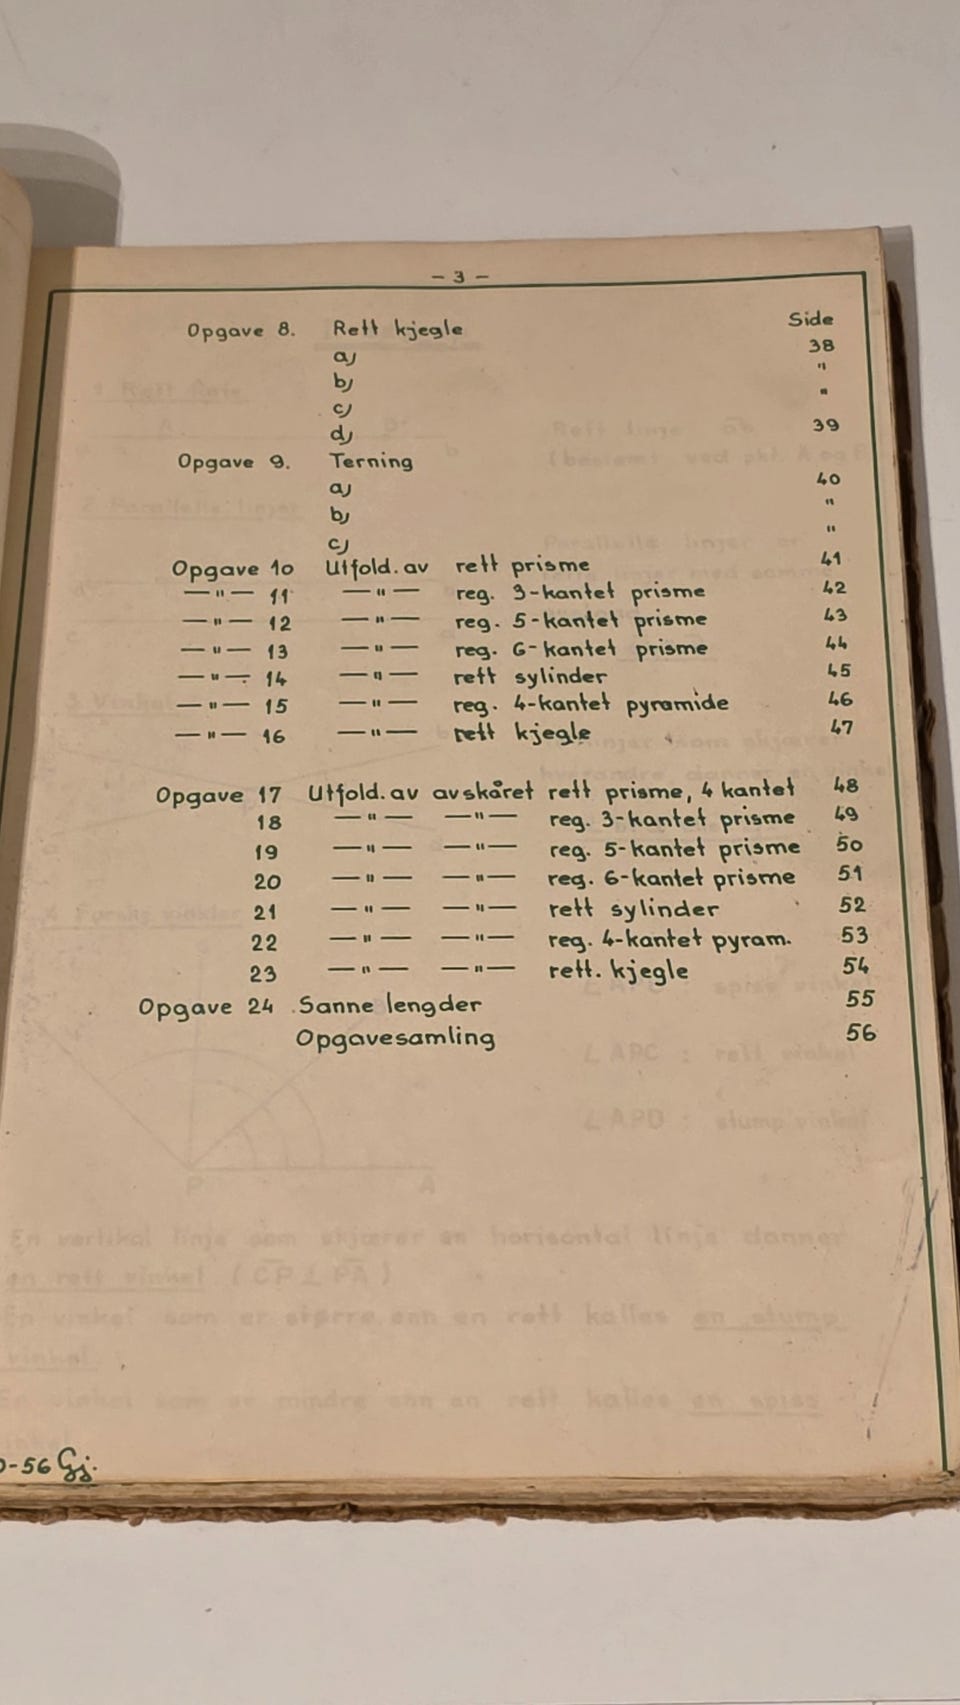 - 3 -
Side
Opgave 8. Rett kjegle 38
a) "
b) "
c)
d) 39
Opgave 9. Terning
a) 40
b) "
c) "
Opgave 10 Utfold. av rett prisme 41
—"— 11 —"— reg. 3-kantet prisme 42
—"— 12 —"— reg. 5-kantet prisme 43
—"— 13 —"— reg. 6-kantet prisme 44
—"— 14 —"— rett sylinder 45
—"— 15 —"— reg. 4-kantet pyramide 46
—"— 16 —"— rett kjegle 47
Opgave 17 Utfold. av avskåret rett prisme, 4 kantet 48
18 —"— —"— reg. 3-kantet prisme 49
19 —"— —"— reg. 5-kantet prisme 50
20 —"— —"— reg. 6-kantet prisme 51
21 —"— —"— rett sylinder 52
22 —"— —"— reg. 4-kantet pyram. 53
23 —"— —"— rett. kjegle 54
Opgave 24 Sanne lengder 55
Opgavesamling 56
-56 Gj.